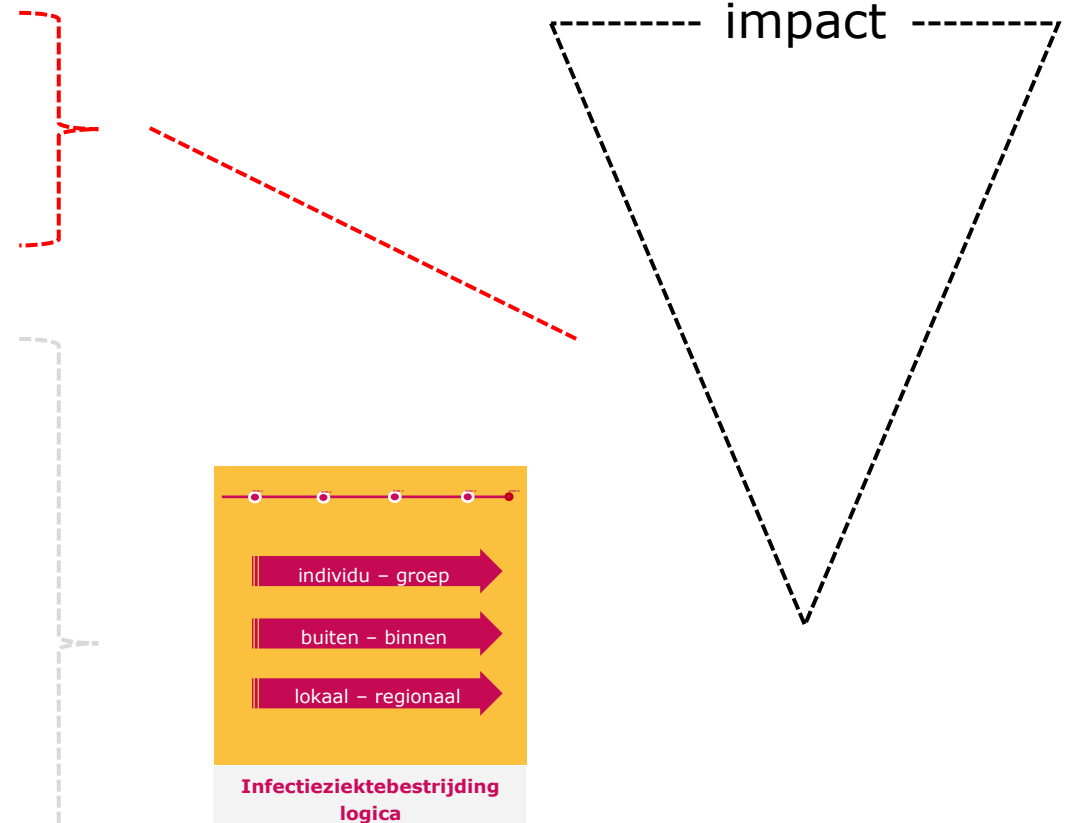 impact
individu – groep
buiten – binnen
lokaal – regionaal
Infectieziektebestrijding
logica